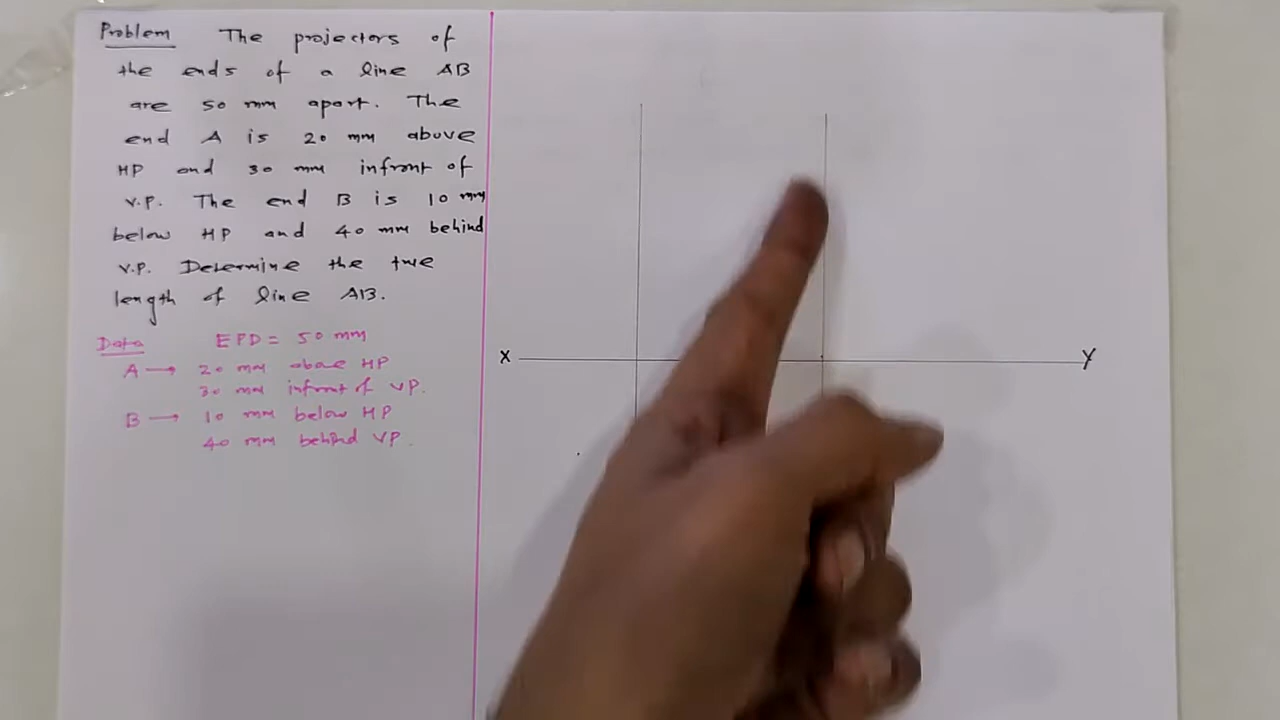 Problem The projectors of
the ends of a line AB
are 50 mm apart. The
end A is 20 mm above
HP and 30 mm infront of
V.P. The end B is 10 mm
below HP and 40 mm behind
V.P. Determine the true
length of line AB.
Data EPD = 50 mm
A → 20 mm above HP
30 mm infront of VP.
B → 10 mm below HP
40 mm behind VP.
X Y